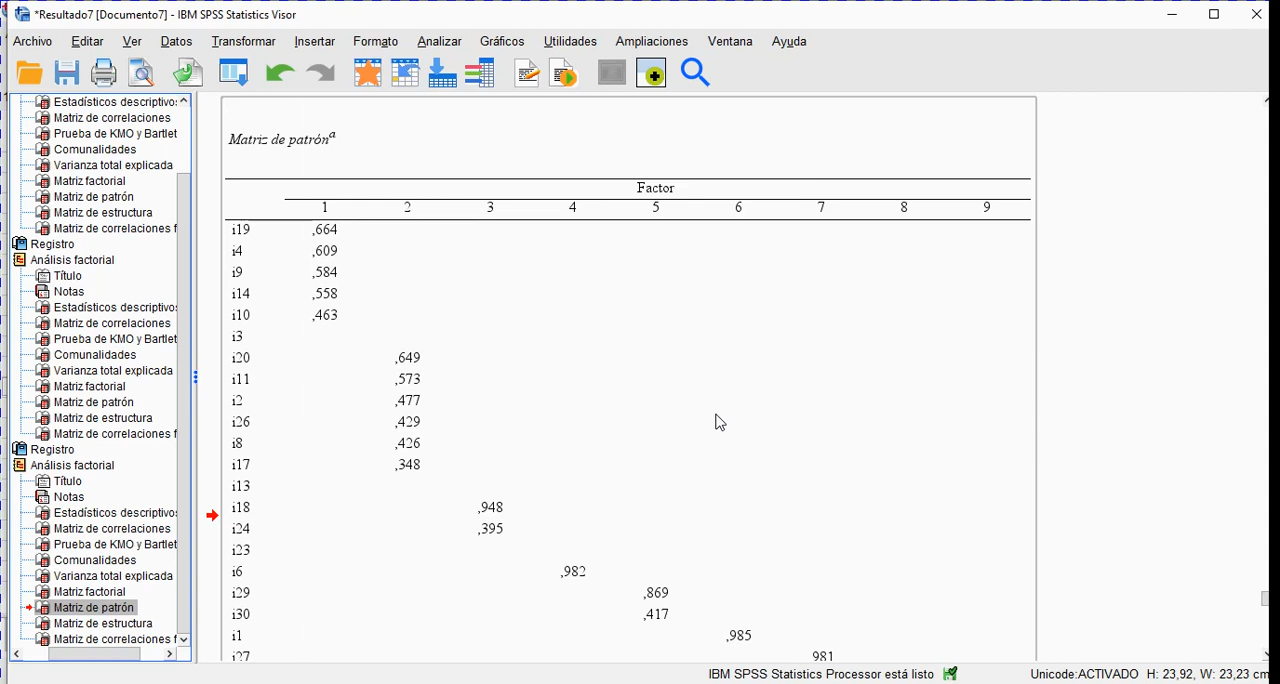 *Resultado7 [Documento7] - IBM SPSS Statistics Visor
Archivo Editar Ver Datos Transformar Insertar Formato Analizar Gráficos Utilidades Ampliaciones Ventana Ayuda
Estadísticos descriptivos
Matriz de correlaciones
Prueba de KMO y Bartlet
Comunalidades
Varianza total explicada
Matriz factorial
Matriz de patrón
Matriz de estructura
Matriz de correlaciones f
Registro
Análisis factorial
Título
Notas
Estadísticos descriptivos
Matriz de correlaciones
Prueba de KMO y Bartlet
Comunalidades
Varianza total explicada
Matriz factorial
Matriz de patrón
Matriz de estructura
Matriz de correlaciones f
Registro
Análisis factorial
Título
Notas
Estadísticos descriptivos
Matriz de correlaciones
Prueba de KMO y Bartlet
Comunalidades
Varianza total explicada
Matriz factorial
Matriz de patrón
Matriz de estructura
Matriz de correlaciones f
Matriz de patrón^a
Factor
1 2 3 4 5 6 7 8 9
i19 ,664
i4 ,609
i9 ,584
i14 ,558
i10 ,463
i3
i20 ,649
i11 ,573
i2 ,477
i26 ,429
i8 ,426
i17 ,348
i13
i18 ,948
i24 ,395
i23
i6 ,982
i29 ,869
i30 ,417
i1 ,985
i27 981
IBM SPSS Statistics Processor está listo Unicode:ACTIVADO H: 23,92, W: 23,23 cm